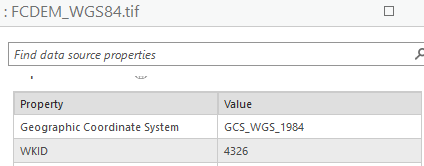 : FCDEM_WGS84.tif
Find data source properties
Property Value
Geographic Coordinate System GCS_WGS_1984
WKID 4326